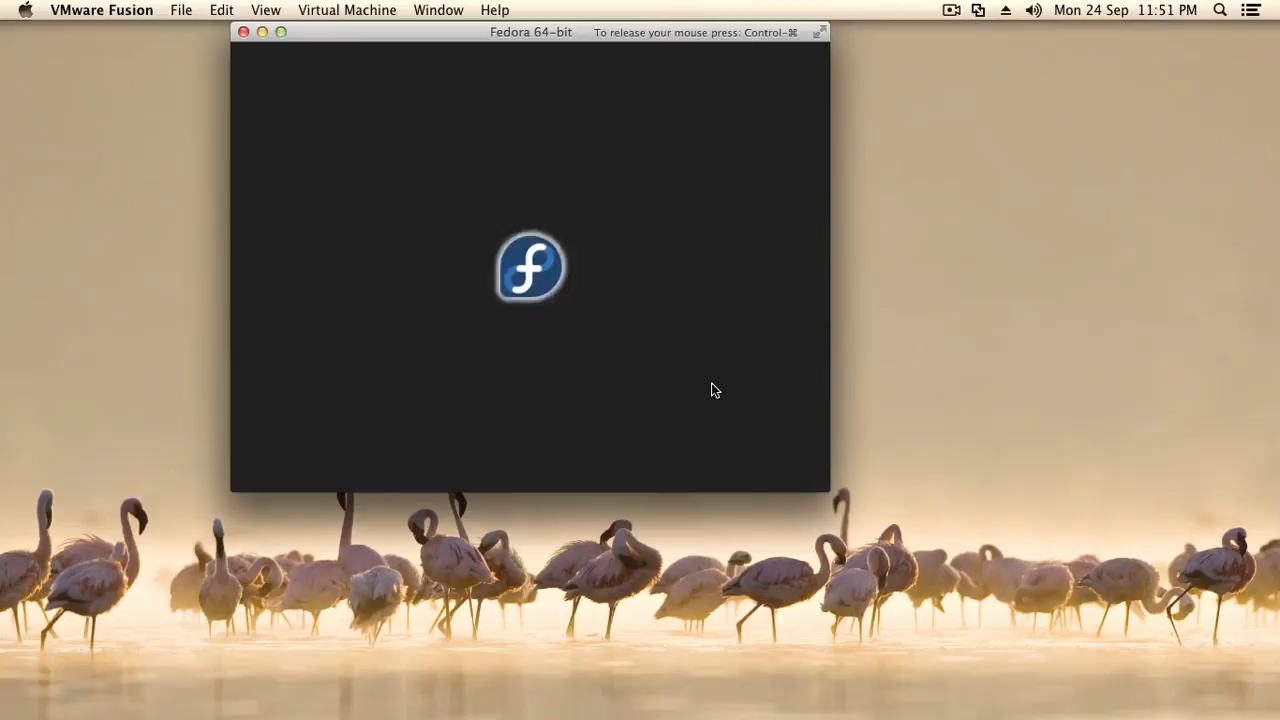 VMware Fusion File Edit View Virtual Machine Window Help Mon 24 Sep 11:51 PM
Fedora 64-bit To release your mouse press: Control-⌘